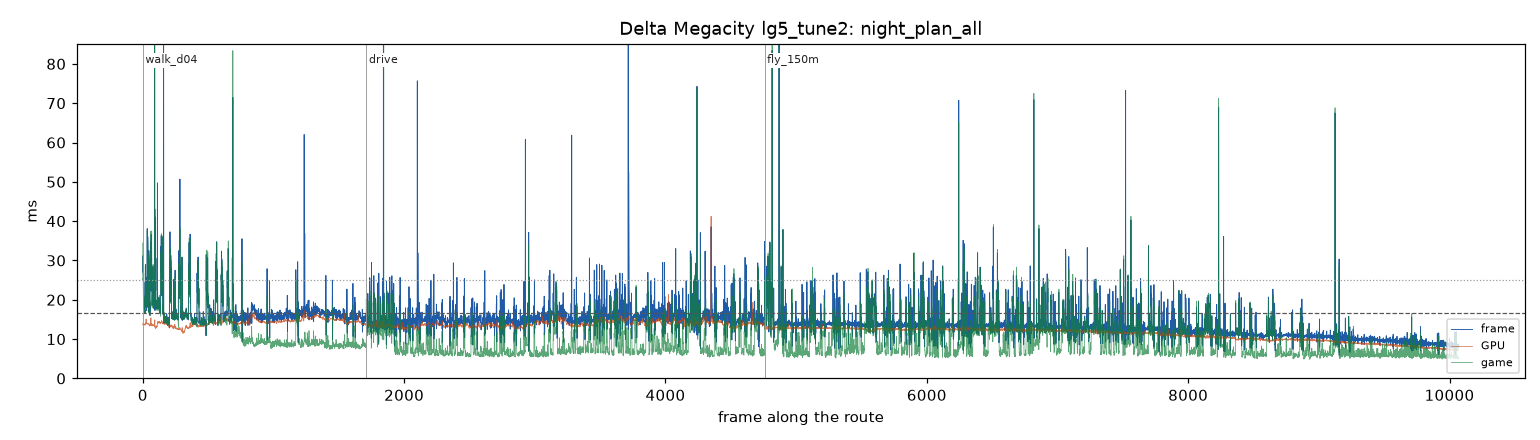 Delta Megacity lg5_tune2: night_plan_all
walk_d04
drive
fly_150m
80
70
60
50
40
30
20
10
0
ms
0
2000
4000
6000
8000
10000
frame along the route
frame
GPU
game